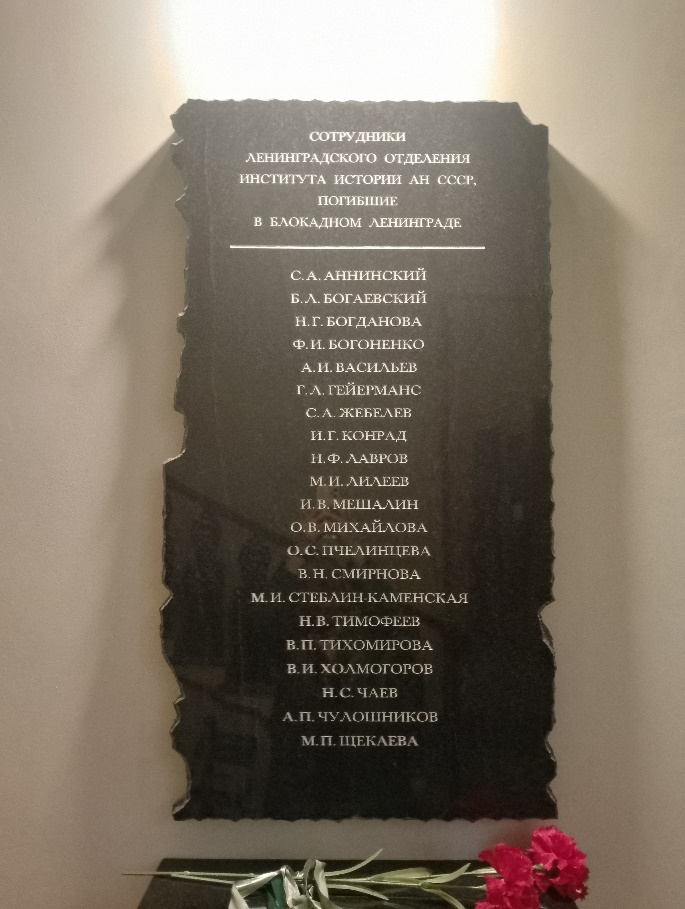 СОТРУДНИКИ
ЛЕНИНГРАДСКОГО ОТДЕЛЕНИЯ
ИНСТИТУТА ИСТОРИИ АН СССР,
ПОГИБШИЕ
В БЛОКАДНОМ ЛЕНИНГРАДЕ
С. А. АННИНСКИЙ
Б. Л. БОГАЕВСКИЙ
Н. Г. БОГДАНОВА
Ф. И. БОГОНЕНКО
А. И. ВАСИЛЬЕВ
Г. Л. ГЕЙЕРМАНС
С. А. ЖЕБЕЛЕВ
И. Г. КОНРАД
Н. Ф. ЛАВРОВ
М. И. ЛИЛЕЕВ
И. В. МЕШАЛИН
О. В. МИХАЙЛОВА
О. С. ПЧЕЛИНЦЕВА
В. Н. СМИРНОВА
М. И. СТЕБЛИН-КАМЕНСКАЯ
Н. В. ТИМОФЕЕВ
В. П. ТИХОМИРОВА
В. И. ХОЛМОГОРОВ
Н. С. ЧАЕВ
А. П. ЧУЛОШНИКОВ
М. П. ЩЕКЛЕВА